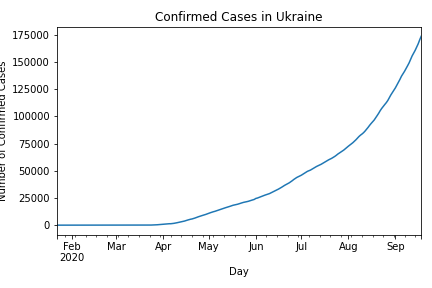 Confirmed Cases in Ukraine
Number of Confirmed Cases
175000
150000
125000
100000
75000
50000
25000
0
Feb Mar Apr May Jun Jul Aug Sep
2020
Day